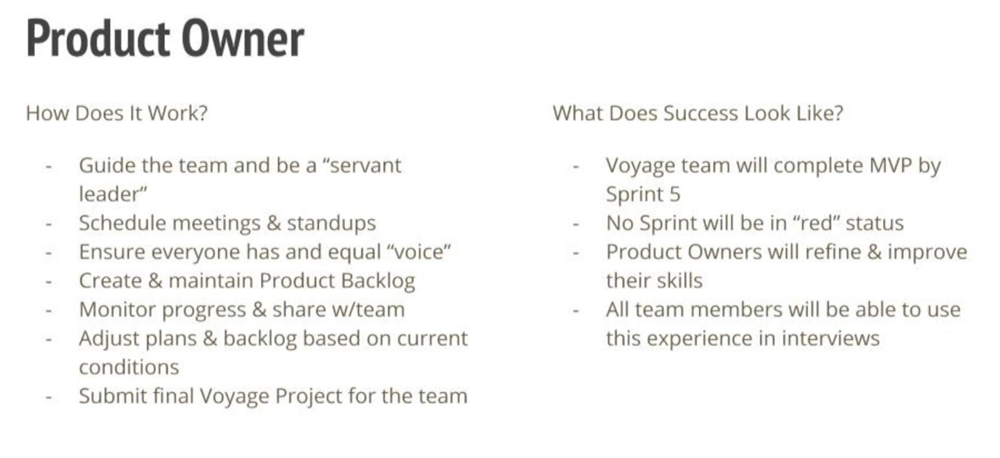 Product Owner
How Does It Work?
- Guide the team and be a “servant
leader”
- Schedule meetings & standups
- Ensure everyone has and equal “voice”
- Create & maintain Product Backlog
- Monitor progress & share w/team
- Adjust plans & backlog based on current
conditions
- Submit final Voyage Project for the team
What Does Success Look Like?
- Voyage team will complete MVP by
Sprint 5
- No Sprint will be in “red” status
- Product Owners will refine & improve
their skills
- All team members will be able to use
this experience in interviews